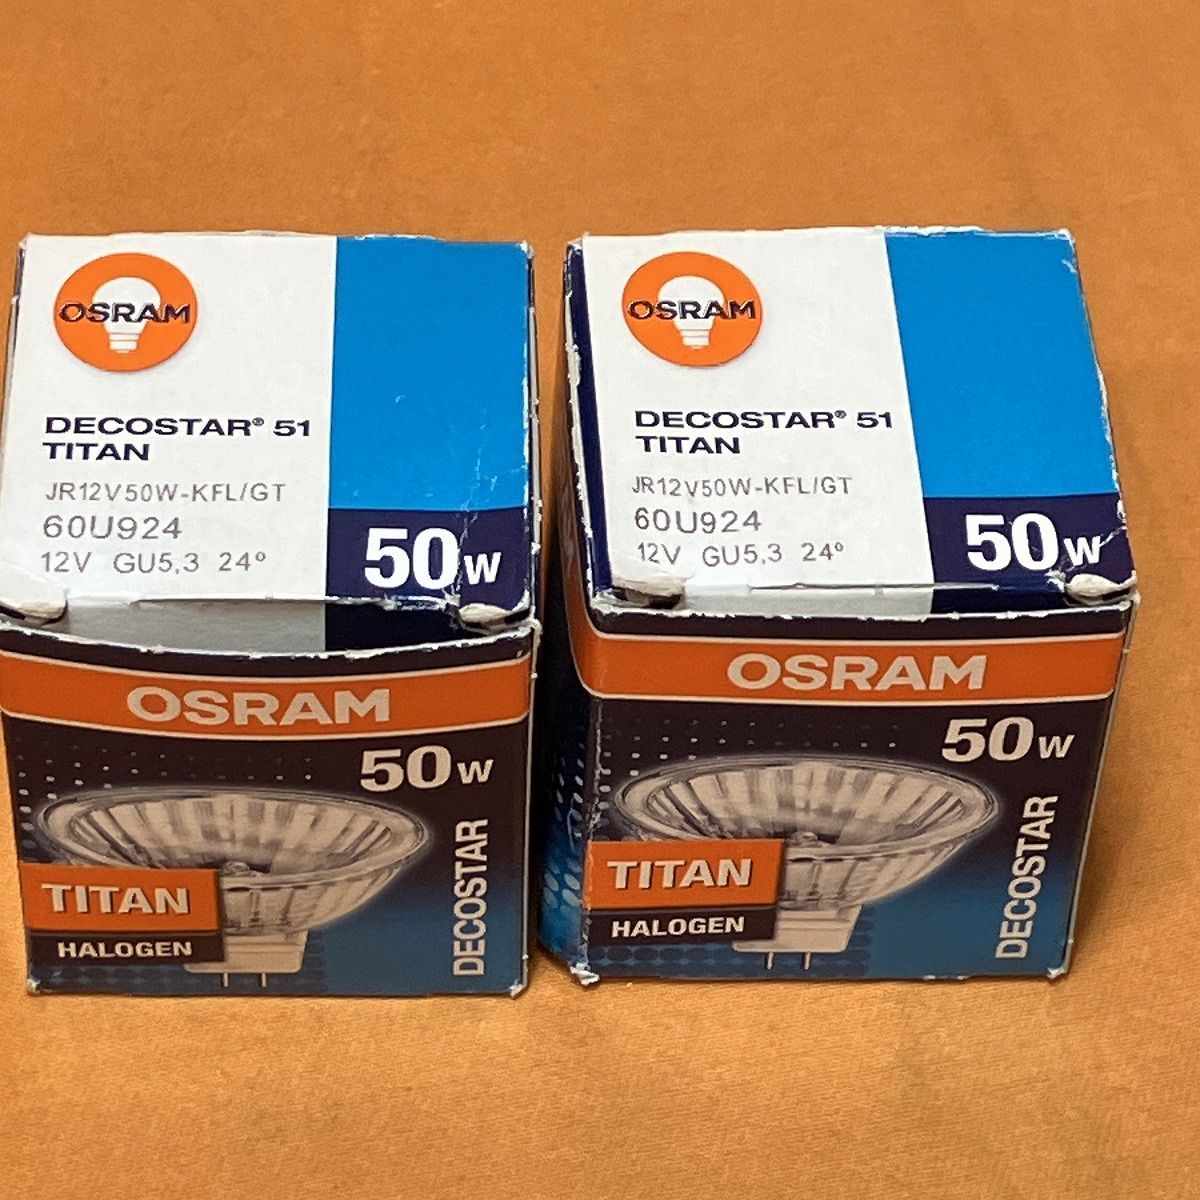 OSRAM
DECOSTAR® 51
TITAN
JR12V50W-KFL/GT
60U924
12V GU5,3 24°
50W
OSRAM
50W
TITAN
HALOGEN
DECOSTAR
OSRAM
DECOSTAR® 51
TITAN
JR12V50W-KFL/GT
60U924
12V GU5,3 24°
50W
OSRAM
50W
TITAN
HALOGEN
DECOSTAR